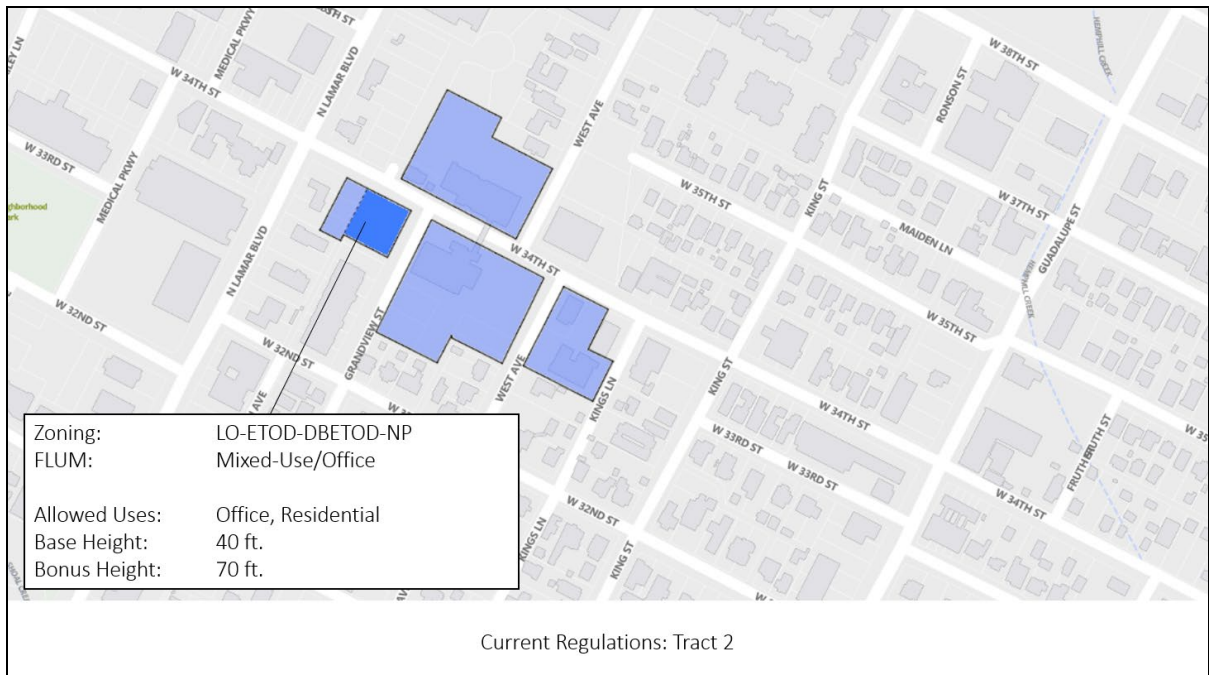 W 38TH ST
HEMPHILL CREEK
MEDICAL PKWY
N LAMAR BLVD
W 34TH ST
RONSON ST
WEST AVE
W 33RD ST
MEDICAL PKWY
W 35TH ST
KING ST
W 37TH ST
MAIDEN LN
GUADALUPE ST
N LAMAR BLVD
W 34TH ST
W 32ND ST
W 35TH ST
W 32ND ST
GRANDVIEW ST
WEST AVE
KINGS LN
KING ST
W 34TH ST
W 33RD ST
FRUTH ST
W 34TH ST
W 32ND ST
KINGS LN
KING ST
Zoning: LO-ETOD-DBETOD-NP
FLUM: Mixed-Use/Office
Allowed Uses: Office, Residential
Base Height: 40 ft.
Bonus Height: 70 ft.
Current Regulations: Tract 2